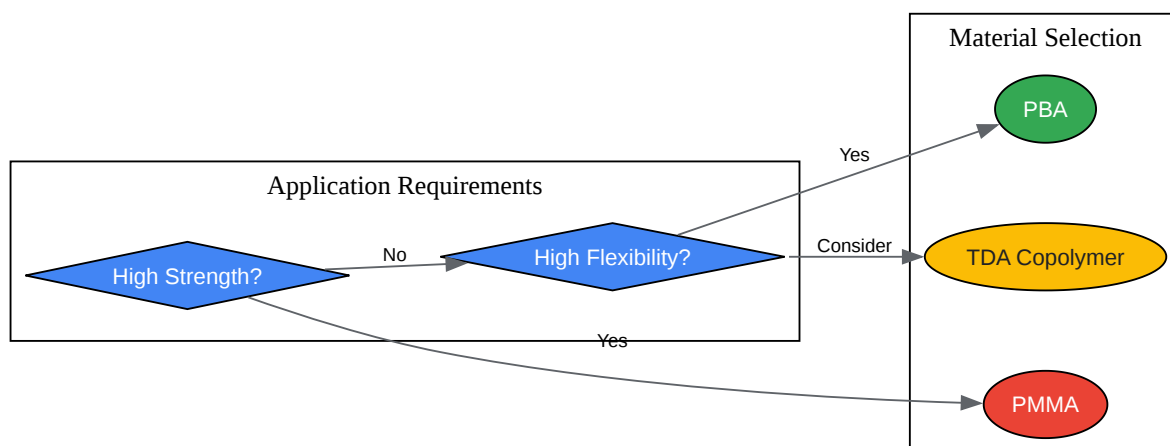 Material Selection
PBA
Yes
Application Requirements
No
High Flexibility?
Consider
TDA Copolymer
High Strength?
Yes
PMMA